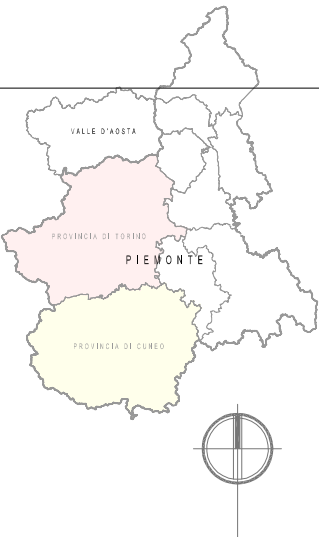 VALLE D'AOSTA
PROVINCIA DI TORINO
PIEMONTE
PROVINCIA DI CUNEO